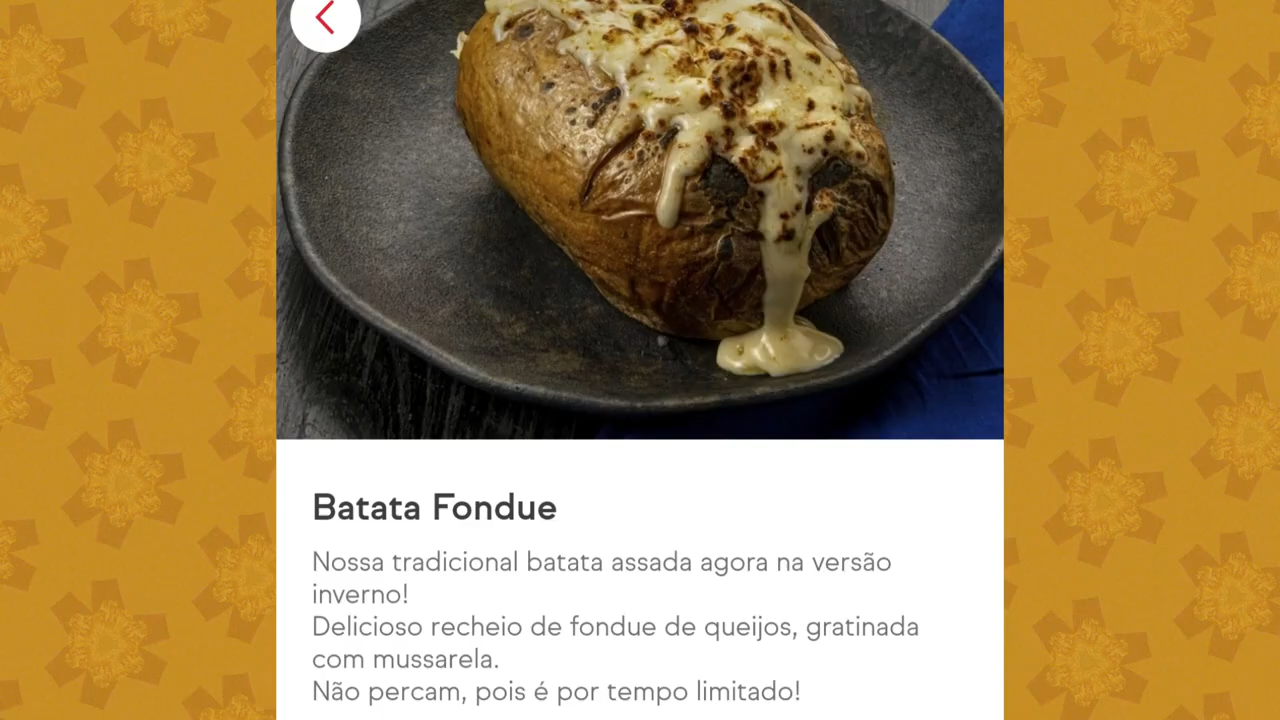 Batata Fondue
Nossa tradicional batata assada agora na versão
inverno!
Delicioso recheio de fondue de queijos, gratinada
com mussarela.
Não percam, pois é por tempo limitado!